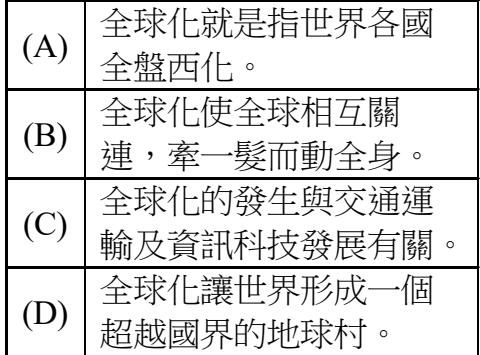 (A) 全球化就是指世界各國
全盤西化。
(B) 全球化使全球相互關
連，牽一髮而動全身。
(C) 全球化的發生與交通運
輸及資訊科技發展有關。
(D) 全球化讓世界形成一個
超越國界的地球村。